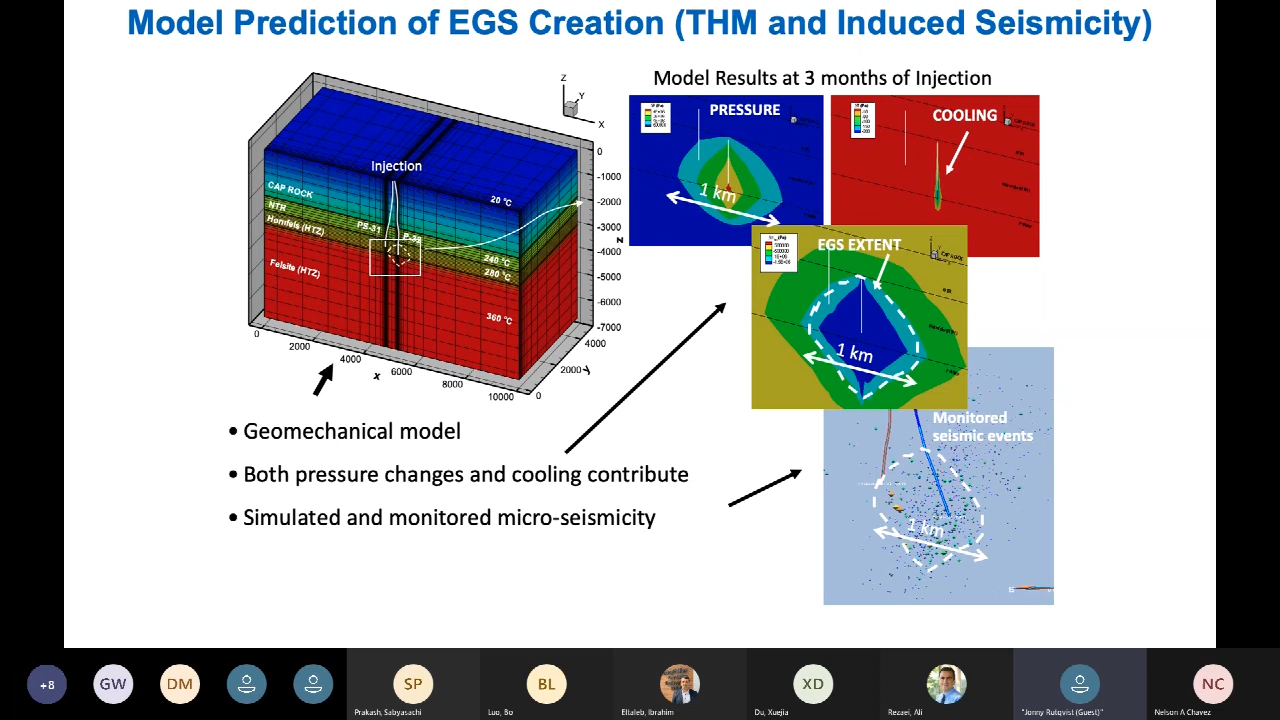 Model Prediction of EGS Creation (THM and Induced Seismicity)
Model Results at 3 months of Injection
Z
Y
X
Injection
CAP ROCK
NTR
Hornfels (HTZ)
Felsite (HTZ)
PS-31
20 °C
240 °C
280 °C
360 °C
0
-1000
-2000
-3000
-4000
-5000
-6000
-7000
Z
0
2000
4000
6000
8000
10000
X
0
2000
4000
Y
PRESSURE
1 km
COOLING
EGS EXTENT
1 km
Monitored
seismic events
1 km
• Geomechanical model
• Both pressure changes and cooling contribute
• Simulated and monitored micro-seismicity
+8
GW
DM
SP
BL
XD
NC
Prakash, Sabyasachi
Luo, Bo
Eltaleb, Ibrahim
Du, Xuejia
Rezaei, Ali
"Jonny Rutqvist (Guest)"
Nelson A Chavez